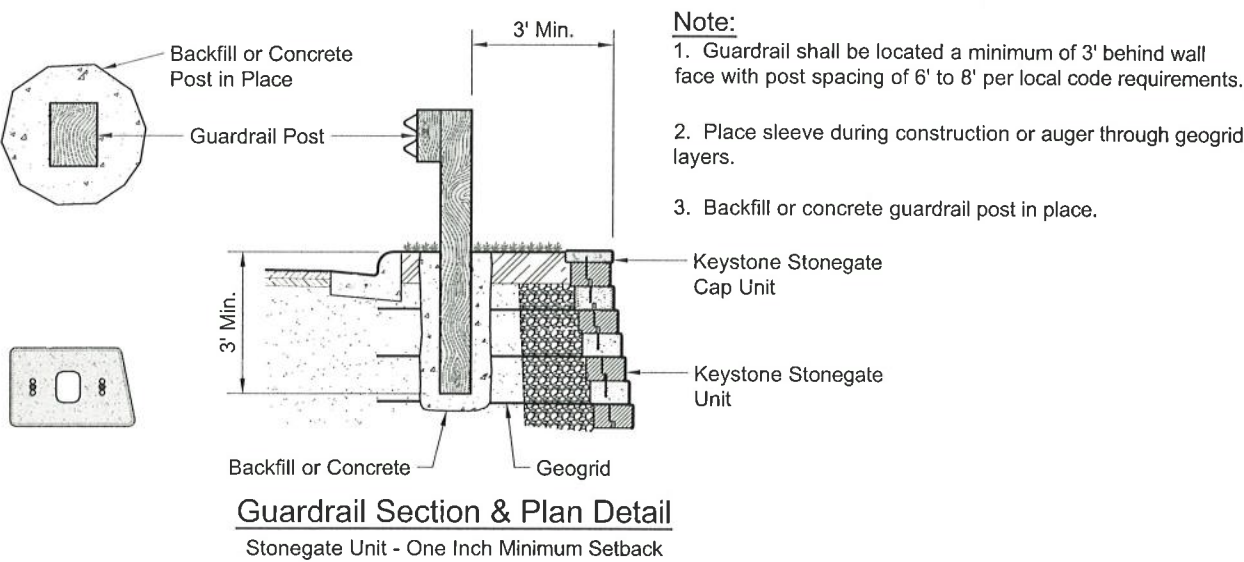 Backfill or Concrete
Post in Place
Guardrail Post
3' Min.
Note:
1. Guardrail shall be located a minimum of 3' behind wall
face with post spacing of 6' to 8' per local code requirements.
2. Place sleeve during construction or auger through geogrid
layers.
3. Backfill or concrete guardrail post in place.
Keystone Stonegate
Cap Unit
3' Min.
Keystone Stonegate
Unit
Backfill or Concrete
Geogrid
Guardrail Section & Plan Detail
Stonegate Unit - One Inch Minimum Setback